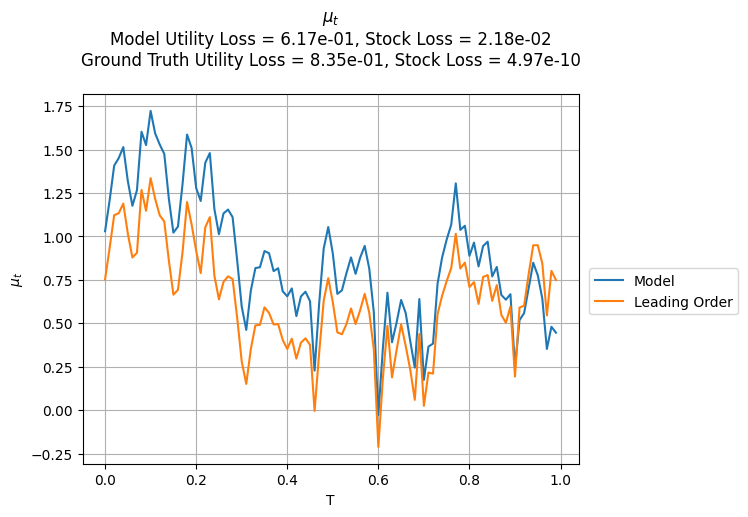 μt
Model Utility Loss = 6.17e-01, Stock Loss = 2.18e-02
Ground Truth Utility Loss = 8.35e-01, Stock Loss = 4.97e-10
1.75
1.50
1.25
1.00
0.75
0.50
0.25
0.00
−0.25
μt
0.0 0.2 0.4 0.6 0.8 1.0
T
Model
Leading Order